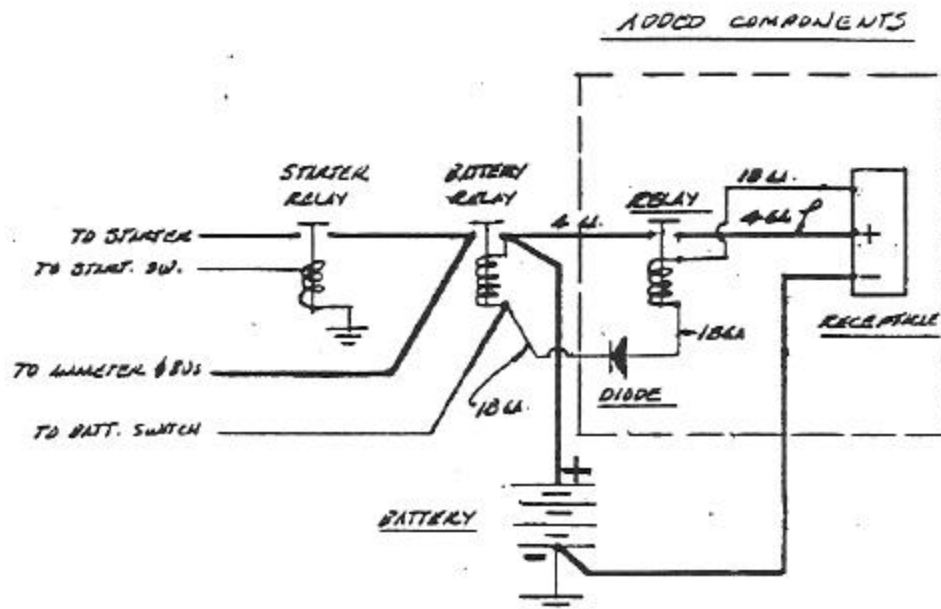 ADDED COMPONENTS
STARTER
RELAY
BATTERY
RELAY
RELAY
18 GA.
4 GA.
4 GA
+
TO STARTER
TO START. SW.
-
18GA
RECEPTACLE
TO AMMETER & BUS
DIODE
18 GA.
TO BATT. SWITCH
+
BATTERY
-